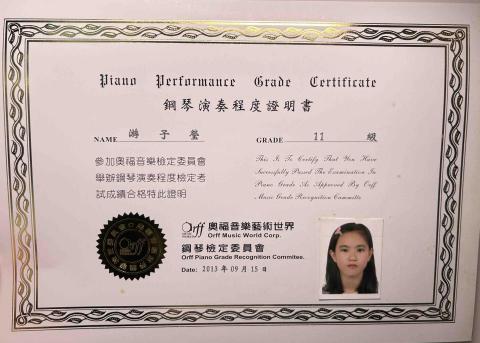 Piano Performance Grade Certificate
鋼琴演奏程度證明書
NAME 游子瑩 GRADE 11 級
參加奧福音樂檢定委員會
舉辦鋼琴演奏程度檢定考
試成績合格特此證明
This Is To Certify That You Have
Successfully Passed The Examination In
Piano Grade As Approved By Orff
Music Grade Recognition Committe
Orff 奧福音樂藝術世界
Orff Music World Corp.
鋼琴檢定委員會
Orff Piano Grade Recognition Commitee.
Date: 2013 年 09 月 15 日
Orff